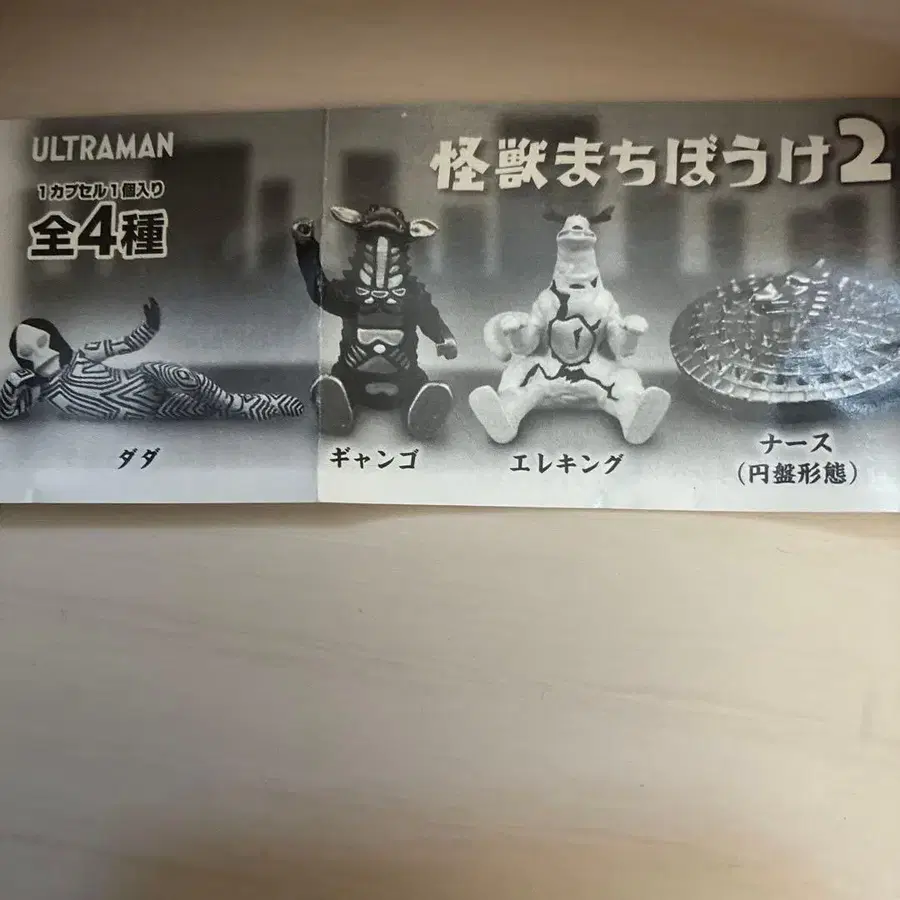 ULTRAMAN
1カプセル1個入り
全4種
怪獣まちぼうけ2
ダダ
ギャンゴ
エレキング
ナース
(円盤形態)